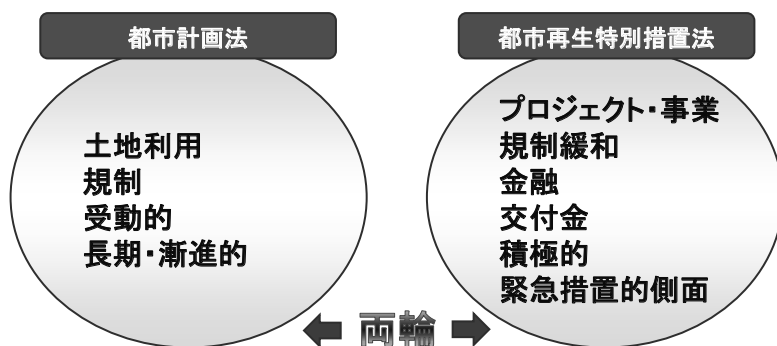 都市計画法
土地利用
規制
受動的
長期・漸進的
都市再生特別措置法
プロジェクト・事業
規制緩和
金融
交付金
積極的
緊急措置的側面
両輪